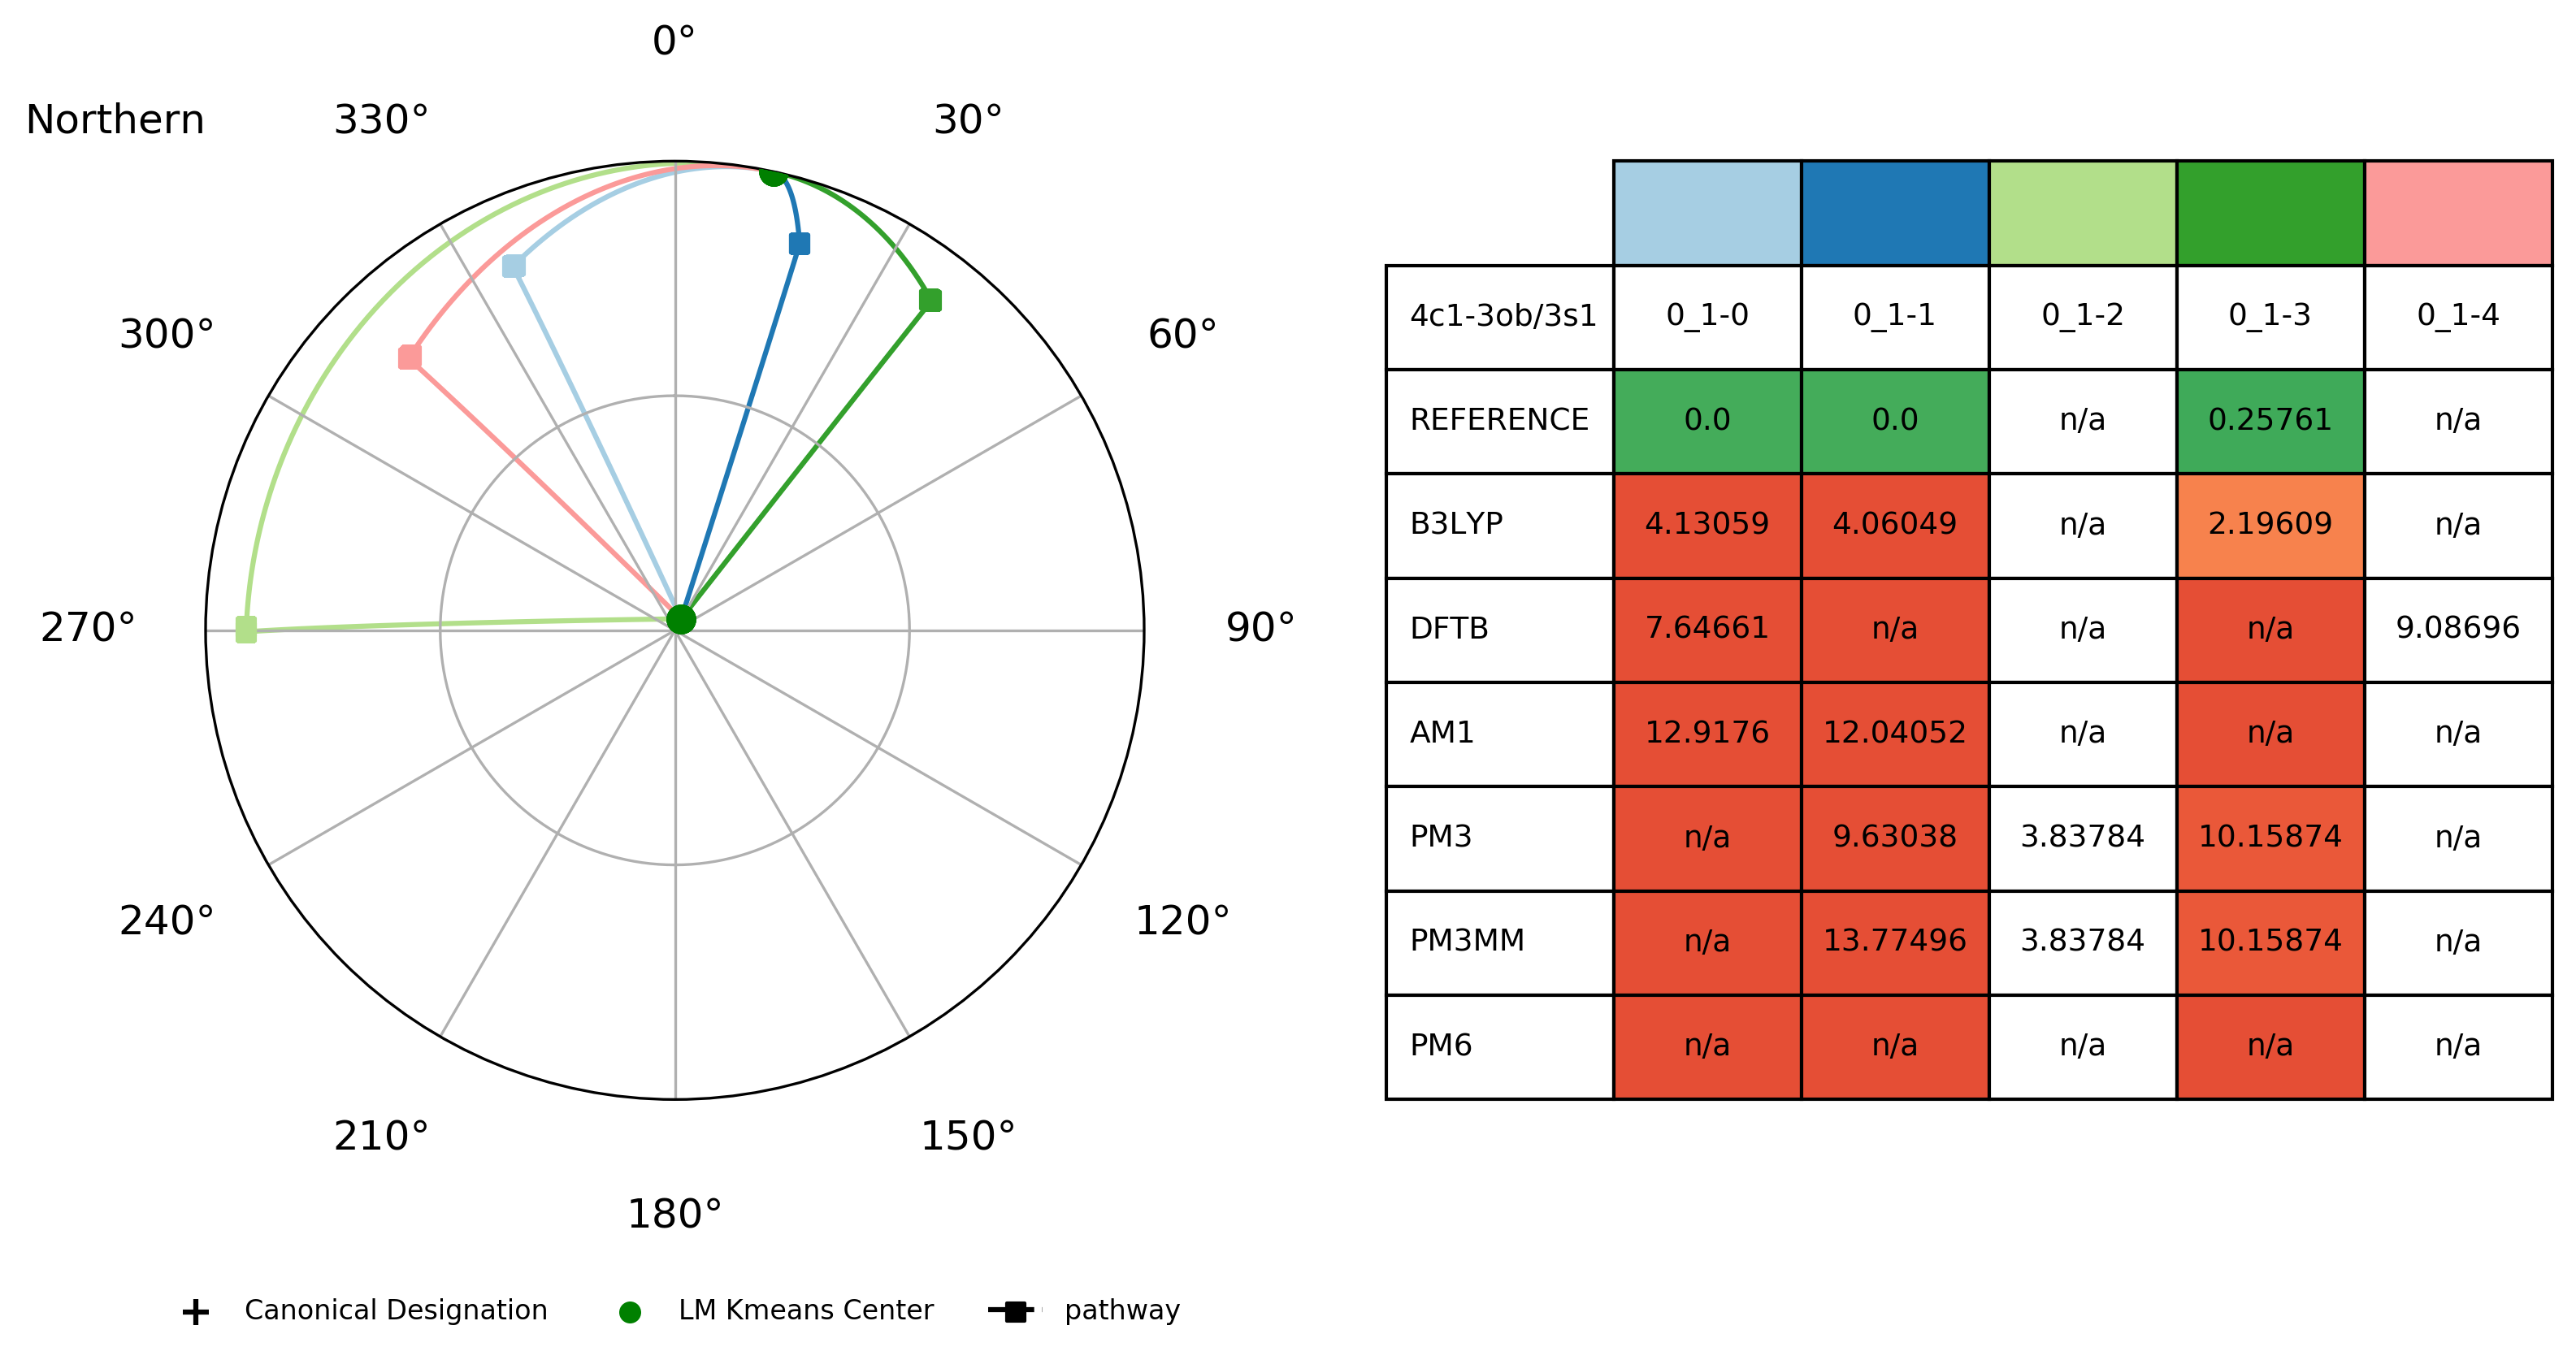 0°
Northern
330°
30°
300°
60°
270°
90°
240°
120°
210°
150°
180°
Canonical Designation
LM Kmeans Center
pathway
4c1-3ob/3s1 0_1-0 0_1-1 0_1-2 0_1-3 0_1-4
REFERENCE 0.0 0.0 n/a 0.25761 n/a
B3LYP 4.13059 4.06049 n/a 2.19609 n/a
DFTB 7.64661 n/a n/a n/a 9.08696
AM1 12.9176 12.04052 n/a n/a n/a
PM3 n/a 9.63038 3.83784 10.15874 n/a
PM3MM n/a 13.77496 3.83784 10.15874 n/a
PM6 n/a n/a n/a n/a n/a